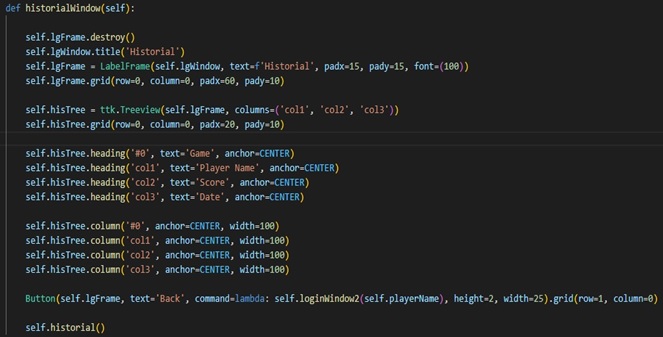 def historialWindow(self):
self.lgFrame.destroy()
self.lgWindow.title('Historial')
self.lgFrame = LabelFrame(self.lgWindow, text=f'Historial', padx=15, pady=15, font=(100))
self.lgFrame.grid(row=0, column=0, padx=60, pady=10)
self.hisTree = ttk.Treeview(self.lgFrame, columns=('col1', 'col2', 'col3'))
self.hisTree.grid(row=0, column=0, padx=20, pady=10)
self.hisTree.heading('#0', text='Game', anchor=CENTER)
self.hisTree.heading('col1', text='Player Name', anchor=CENTER)
self.hisTree.heading('col2', text='Score', anchor=CENTER)
self.hisTree.heading('col3', text='Date', anchor=CENTER)
self.hisTree.column('#0', anchor=CENTER, width=100)
self.hisTree.column('col1', anchor=CENTER, width=100)
self.hisTree.column('col2', anchor=CENTER, width=100)
self.hisTree.column('col3', anchor=CENTER, width=100)
Button(self.lgFrame, text='Back', command=lambda: self.loginWindow2(self.playerName), height=2, width=25).grid(row=1, column=0)
self.historial()